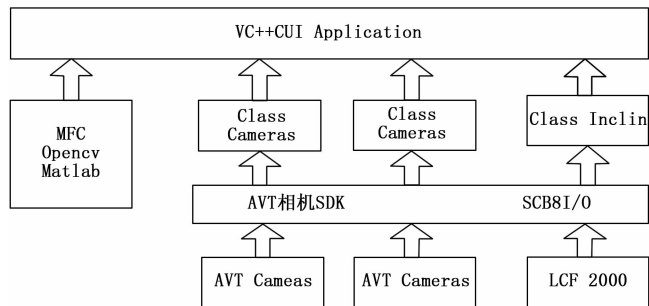 VC++CUI Application
MFC
Opencv
Matlab
Class
Cameras
Class
Cameras
Class Inclin
AVT相机SDK
SCB8I/O
AVT Cameas
AVT Cameras
LCF 2000